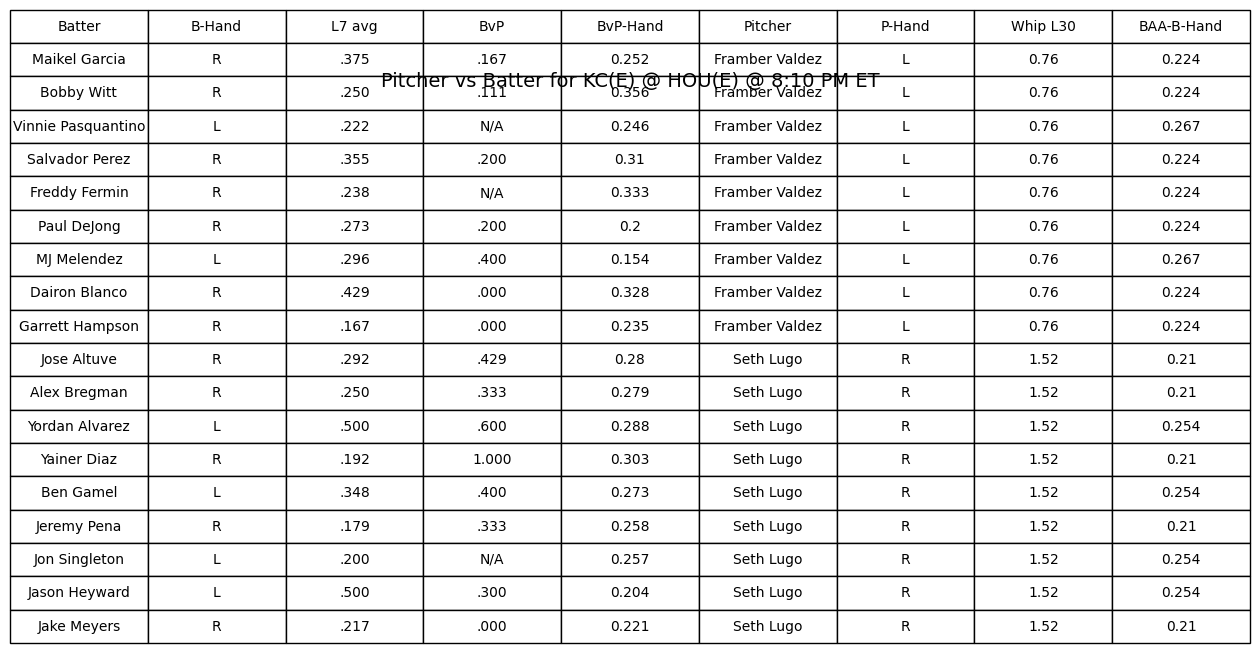 Batter B-Hand L7 avg BvP BvP-Hand Pitcher P-Hand Whip L30 BAA-B-Hand
Maikel Garcia R .375 .167 0.252 Framber Valdez L 0.76 0.224
Pitcher vs Batter for KC(E) @ HOU(E) @ 8:10 PM ET
Bobby Witt R .250 .111 0.356 Framber Valdez L 0.76 0.224
Vinnie Pasquantino L .222 N/A 0.246 Framber Valdez L 0.76 0.267
Salvador Perez R .355 .200 0.31 Framber Valdez L 0.76 0.224
Freddy Fermin R .238 N/A 0.333 Framber Valdez L 0.76 0.224
Paul DeJong R .273 .200 0.2 Framber Valdez L 0.76 0.224
MJ Melendez L .296 .400 0.154 Framber Valdez L 0.76 0.267
Dairon Blanco R .429 .000 0.328 Framber Valdez L 0.76 0.224
Garrett Hampson R .167 .000 0.235 Framber Valdez L 0.76 0.224
Jose Altuve R .292 .429 0.28 Seth Lugo R 1.52 0.21
Alex Bregman R .250 .333 0.279 Seth Lugo R 1.52 0.21
Yordan Alvarez L .500 .600 0.288 Seth Lugo R 1.52 0.254
Yainer Diaz R .192 1.000 0.303 Seth Lugo R 1.52 0.21
Ben Gamel L .348 .400 0.273 Seth Lugo R 1.52 0.254
Jeremy Pena R .179 .333 0.258 Seth Lugo R 1.52 0.21
Jon Singleton L .200 N/A 0.257 Seth Lugo R 1.52 0.254
Jason Heyward L .500 .300 0.204 Seth Lugo R 1.52 0.254
Jake Meyers R .217 .000 0.221 Seth Lugo R 1.52 0.21